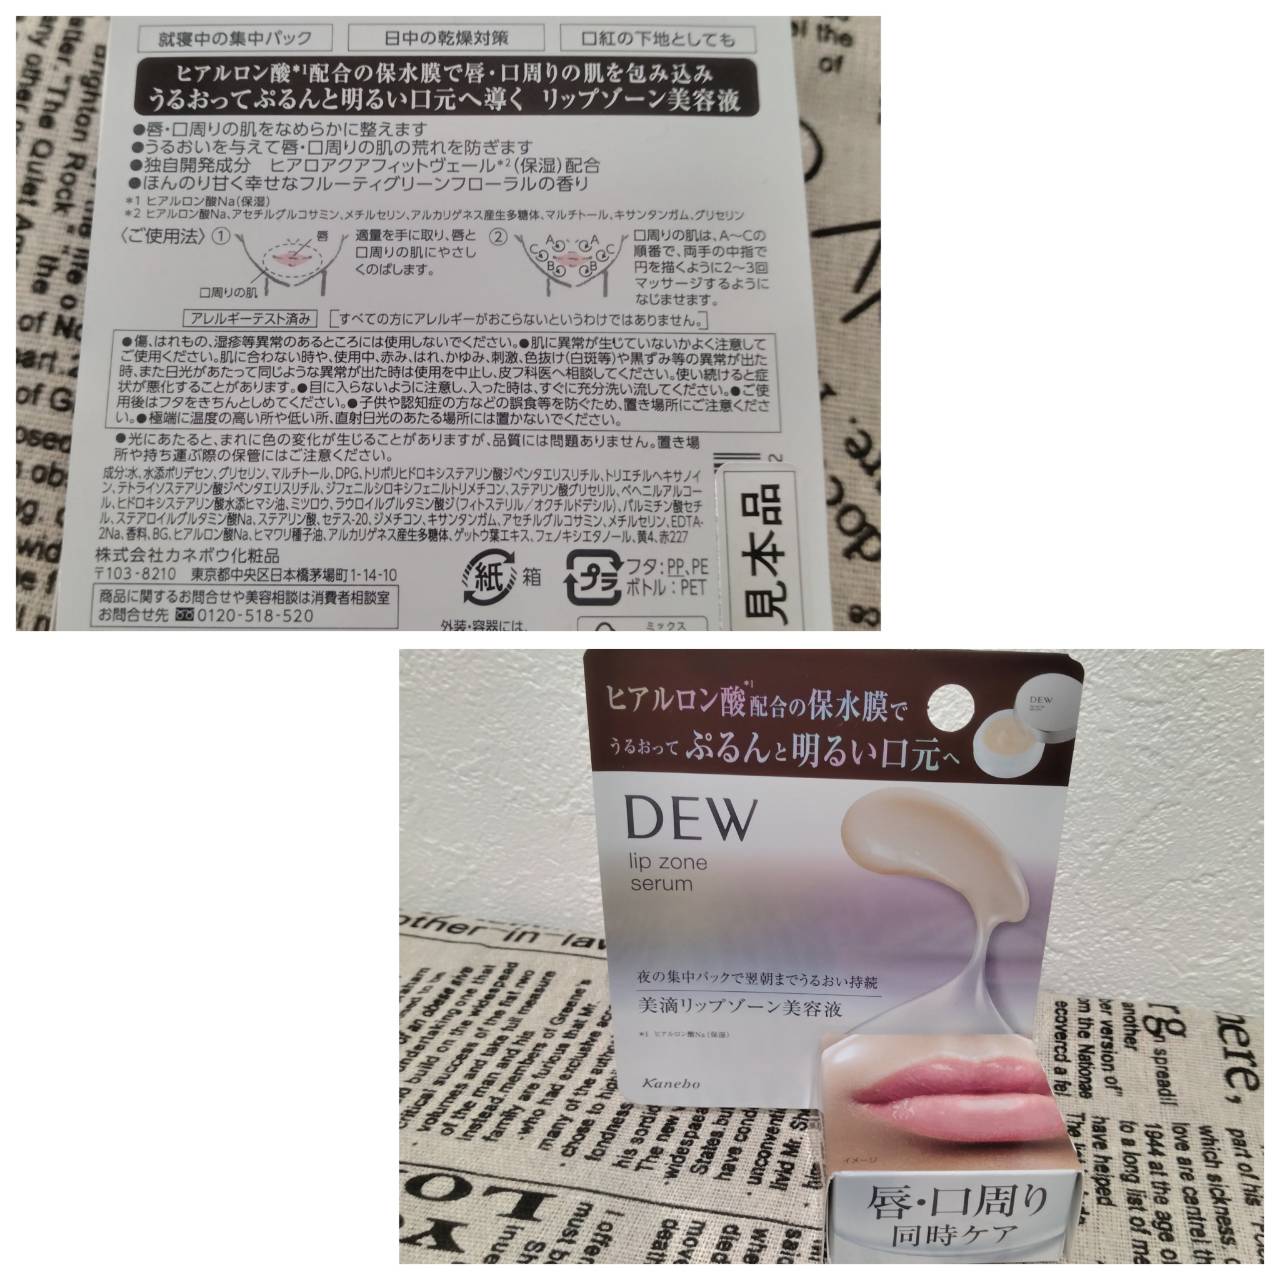 就寝中の集中パック
日中の乾燥対策
口紅の下地としても
ヒアルロン酸*1配合の保水膜で唇・口周りの肌を包み込み
うるおってぷるんと明るい口元へ導く リップゾーン美容液
●唇・口周りの肌をなめらかに整えます
●うるおいを与えて唇・口周りの肌の荒れを防ぎます
●独自開発成分 ヒアロアクアフィットヴェール*2(保湿)配合
●ほんのり甘く幸せなフルーティグリーンフローラルの香り
*1 ヒアルロン酸Na(保湿)
*2 ヒアルロン酸Na、アセチルグルコサミン、メチルセリン、アルカリゲネス産生多糖体、マルチトール、キサンタンガム、グリセリン
〈ご使用法〉①
唇
口周りの肌
適量を手に取り、唇と
口周りの肌にやさし
くのばします。
②
A A
C C
B B
口周りの肌は、A〜Cの
順番で、両手の中指で
円を描くように2〜3回
マッサージするように
なじませます。
アレルギーテスト済み [すべての方にアレルギーがおこらないというわけではありません。]
●傷、はれもの、湿疹等異常のあるところには使用しないでください。●肌に異常が生じていないかよく注意して
ご使用ください。肌に合わない時や、使用中、赤み、はれ、かゆみ、刺激、色抜け(白斑等)や黒ずみ等の異常が出た
時、また日光があたって同じような異常が出た時は使用を中止し、皮フ科医へ相談してください。使い続けると症
状が悪化することがあります。●目に入らないように注意し、入った時は、すぐに充分洗い流してください。●ご使
用後はフタをきちんとしめてください。●子供や認知症の方などの誤食等を防ぐため、置き場所にご注意くださ
い。●極端に温度の高い所や低い所、直射日光のあたる場所には置かないでください。
●光にあたると、まれに色の変化が生じることがありますが、品質には問題ありません。置き場
所や持ち運ぶ際の保管にはご注意ください。
成分:水、水添ポリデセン、グリセリン、マルチトール、DPG、トリポリヒドロキシステアリン酸ジペンタエリスリチル、トリエチルヘキサノイ
ン、テトライソステアリン酸ジペンタエリスリチル、ジフェニルシロキシフェニルトリメチコン、ステアリン酸グリセリル、ベヘニルアルコー
ル、ヒドロキシステアリン酸水添ヒマシ油、ミツロウ、ラウロイルグルタミン酸ジ(フィトステリル/オクチルドデシル)、パルミチン酸セチ
ル、ステアロイルグルタミン酸Na、ステアリン酸、セテス-20、ジメチコン、キサンタンガム、アセチルグルコサミン、メチルセリン、EDTA-
2Na、香料、BG、ヒアルロン酸Na、ヒマワリ種子油、アルカリゲネス産生多糖体、ゲットウ葉エキス、フェノキシエタノール、黄4、赤227
株式会社カネボウ化粧品
〒103-8210 東京都中央区日本橋茅場町1-14-10
商品に関するお問合せや美容相談は消費者相談室
お問合せ先 0120-518-520
紙 箱
プラ
フタ:PP、PE
ボトル:PET
外装・容器には、
ミックス
見本品
2
ヒアルロン酸*1配合の保水膜で
うるおって ぷるんと明るい口元へ
DEW
DEW
lip zone
serum
夜の集中パックで翌朝までうるおい持続
美滴リップゾーン美容液
*1 ヒアルロン酸Na(保湿)
Kanebo
イメージ
唇・口周り
同時ケア